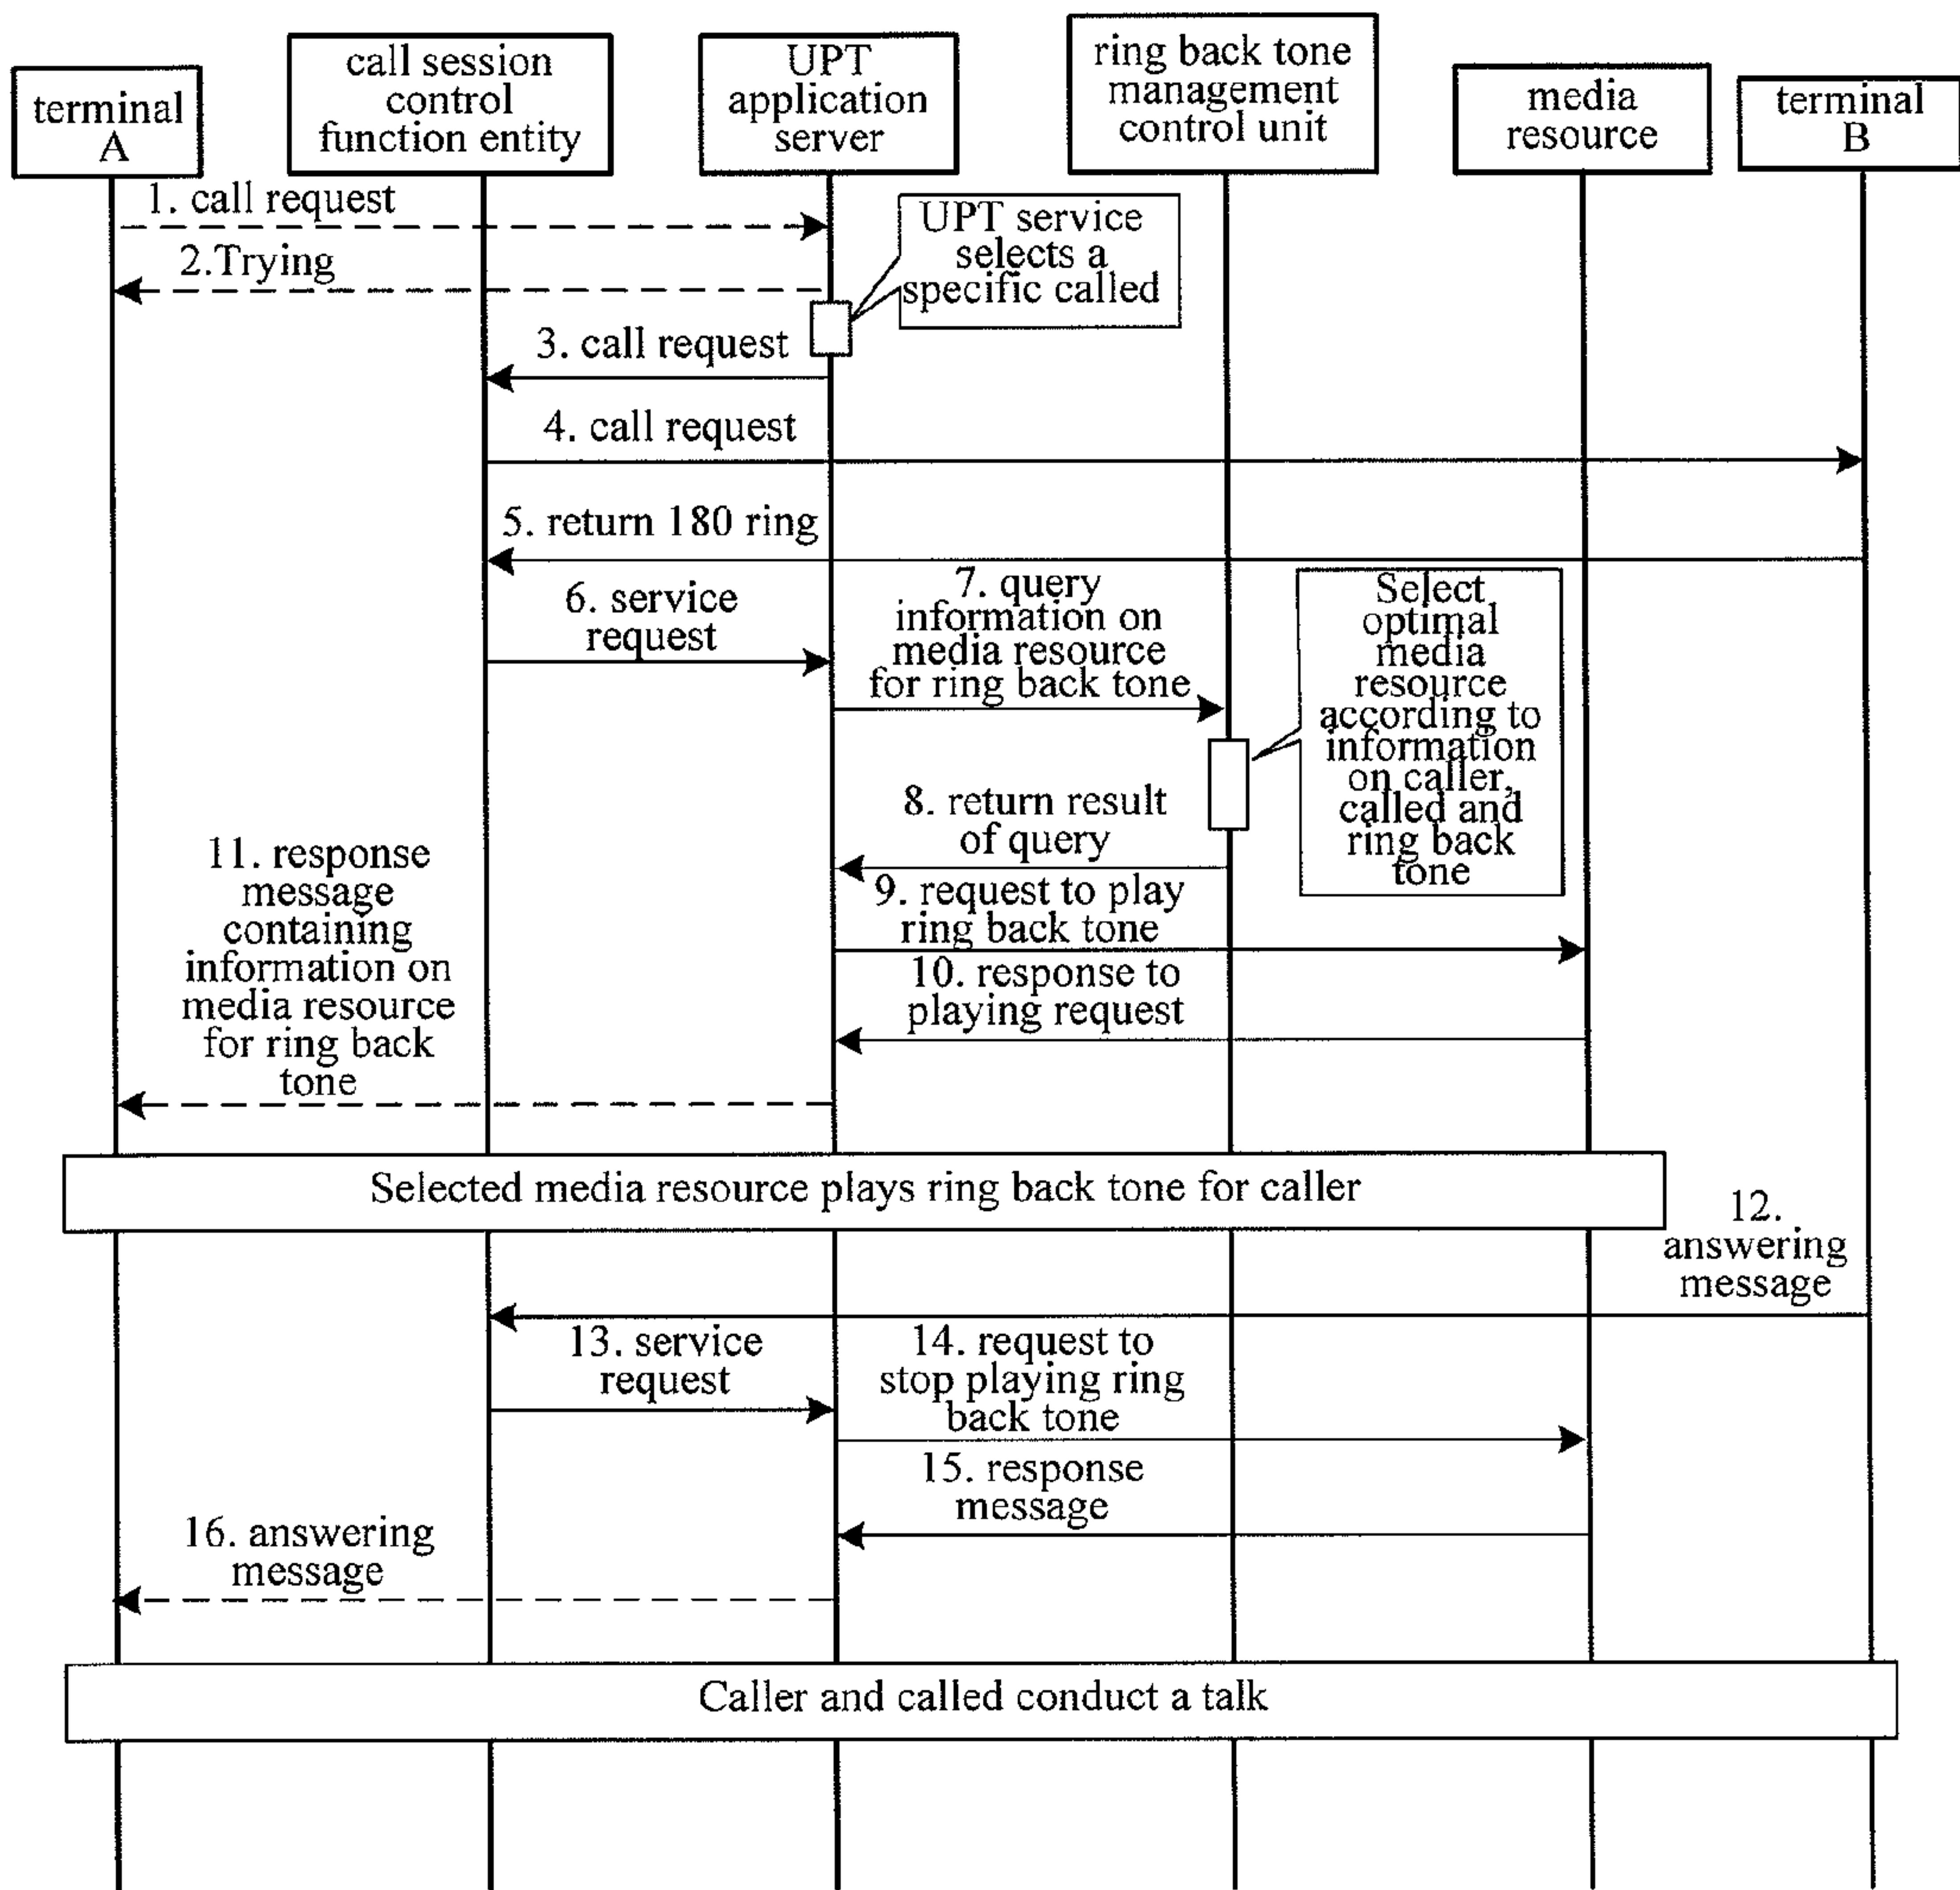 terminal
A
call session
control
function entity
UPT
application
server
ring back tone
management
control unit
media
resource
terminal
B
1. call request
2.Trying
UPT service
selects a
specific called
3. call request
4. call request
5. return 180 ring
6. service
request
7. query
information on
media resource
for ring back tone
Select
optimal
media
resource
according to
information
on caller,
called and
ring back
tone
8. return result
of query
9. request to play
ring back tone
10. response to
playing request
11. response
message
containing
information on
media resource
for ring back
tone
Selected media resource plays ring back tone for caller
12.
answering
message
13. service
request
14. request to
stop playing ring
back tone
15. response
message
16. answering
message
Caller and called conduct a talk